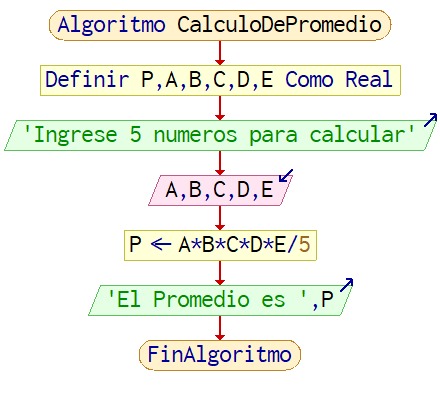 Algoritmo CalculoDePromedio
Definir P,A,B,C,D,E Como Real
'Ingrese 5 numeros para calcular'
A,B,C,D,E
P ← A*B*C*D*E/5
'El Promedio es ',P
FinAlgoritmo